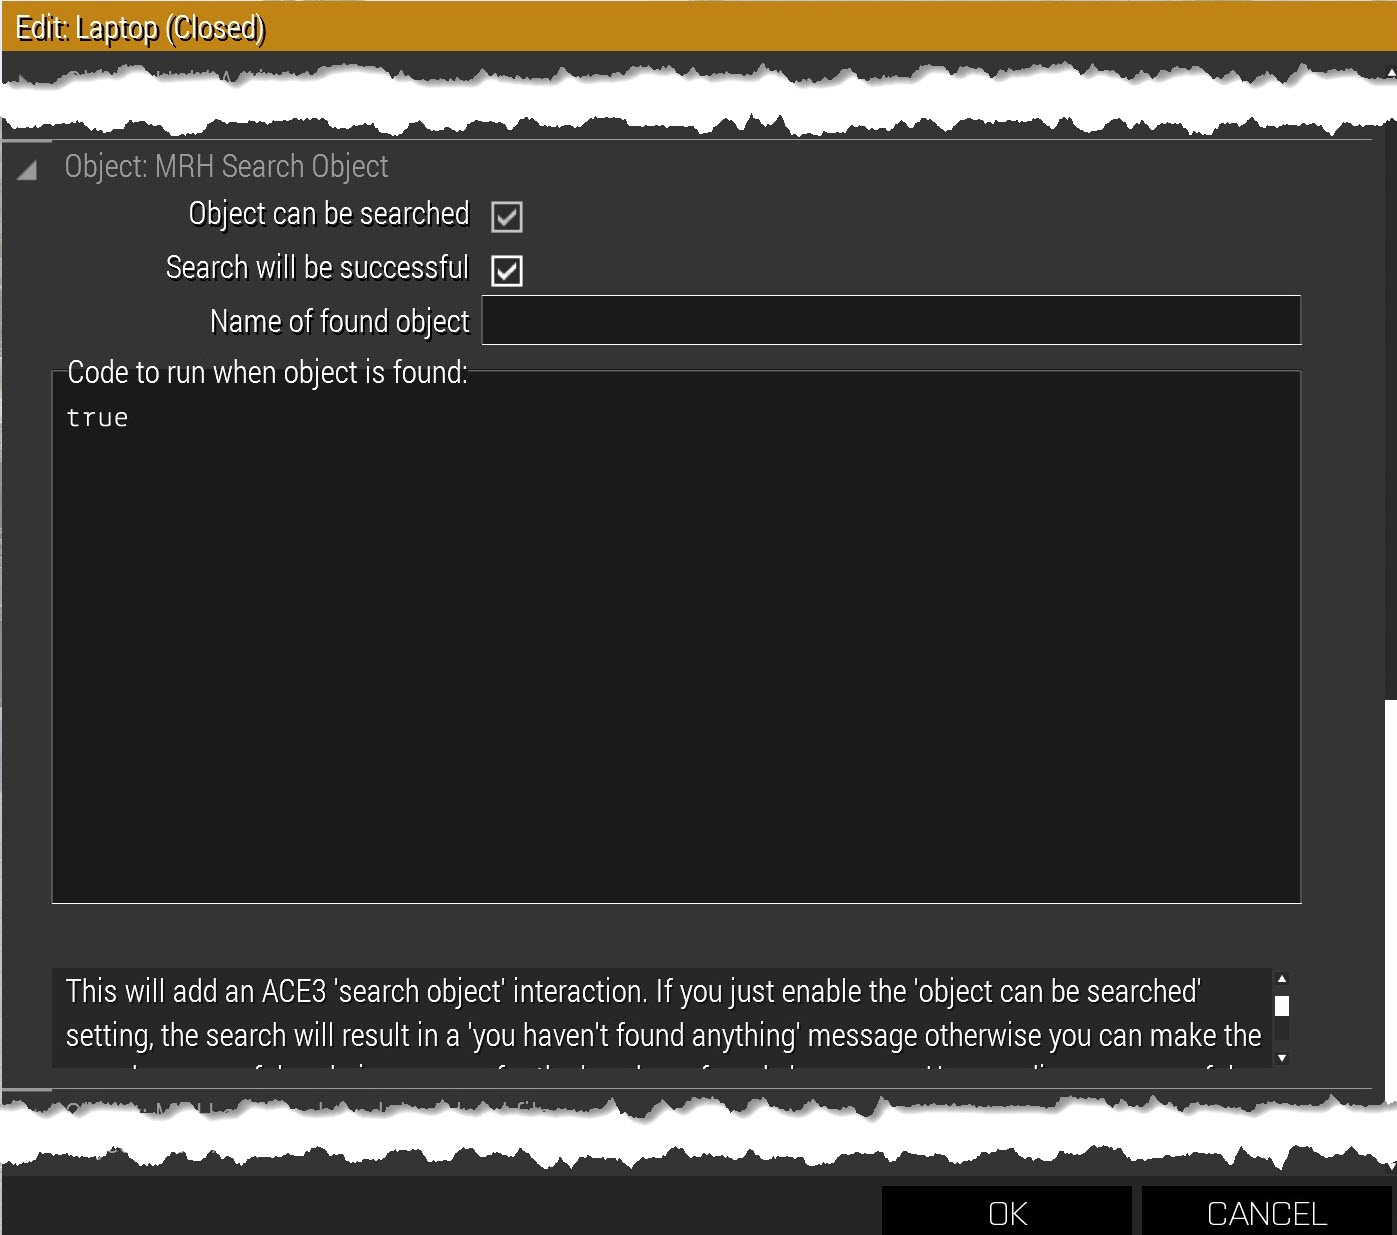 Edit: Laptop (Closed)
Object: MRH Search Object
Object can be searched
Search will be successful
Name of found object
Code to run when object is found:
true
This will add an ACE3 'search object' interaction. If you just enable the 'object can be searched'
setting, the search will result in a 'you haven't found anything' message otherwise you can make the
OK
CANCEL